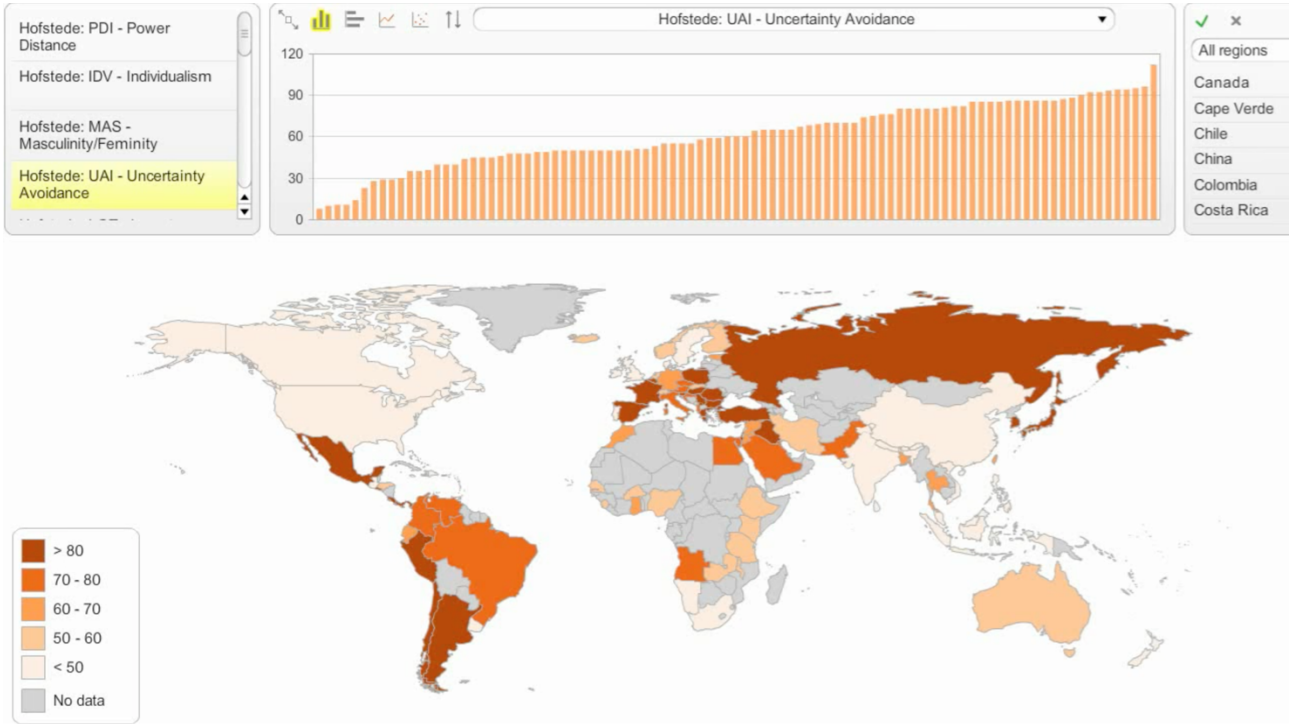 Hofstede: PDI - Power
Distance
Hofstede: IDV - Individualism
Hofstede: MAS -
Masculinity/Feminity
Hofstede: UAI - Uncertainty
Avoidance
Hofstede: UAI - Uncertainty Avoidance
120
90
60
30
0
All regions
Canada
Cape Verde
Chile
China
Colombia
Costa Rica
> 80
70 - 80
60 - 70
50 - 60
< 50
No data